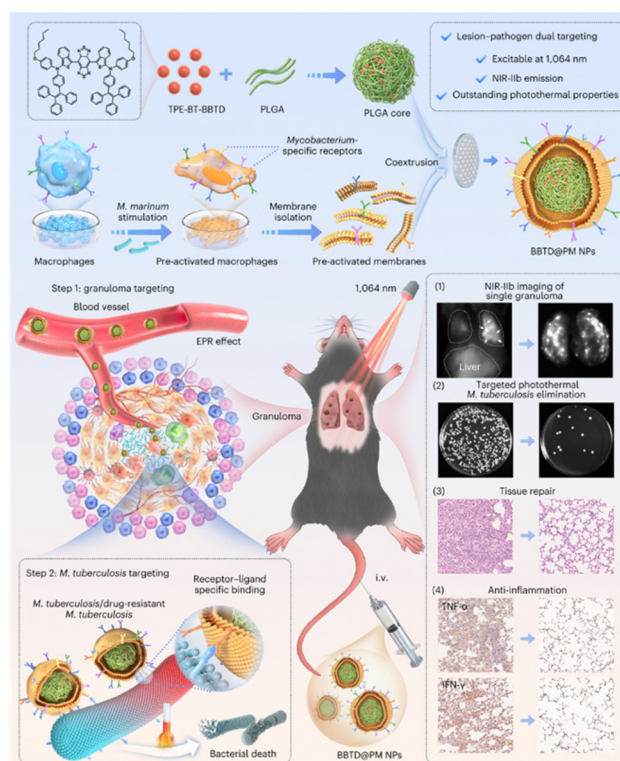 Lesion–pathogen dual targeting
Excitable at 1,064 nm
NIR-IIb emission
Outstanding photothermal properties
TPE-BT-BBTD
+
PLGA
PLGA core
Mycobacterium-
specific receptors
Coextrusion
M. marinum
stimulation
Membrane
isolation
Macrophages
Pre-activated macrophages
Pre-activated membranes
BBTD@PM NPs
Step 1: granuloma targeting
Blood vessel
EPR effect
Granuloma
1,064 nm
(1)
NIR-IIb imaging of
single granuloma
Liver
(2)
Targeted photothermal
M. tuberculosis elimination
(3)
Tissue repair
(4)
Anti-inflammation
TNF-α
IFN-γ
Step 2: M. tuberculosis targeting
Receptor–ligand
specific binding
M. tuberculosis/drug-resistant
M. tuberculosis
Bacterial death
i.v.
BBTD@PM NPs